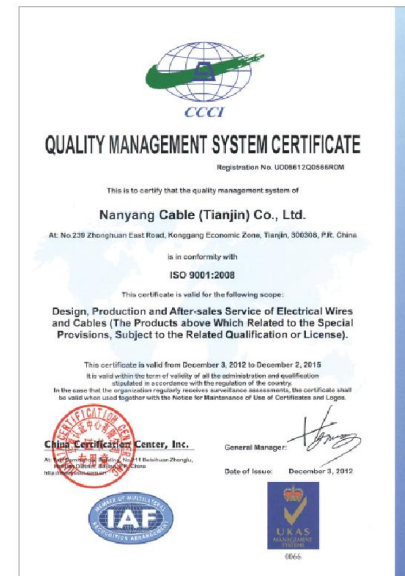 CCCI
QUALITY MANAGEMENT SYSTEM CERTIFICATE
Registration No. U006612Q0566R0M
This is to certify that the quality management system of
Nanyang Cable (Tianjin) Co., Ltd.
At: No.239 Zhonghuan East Road, Konggang Economic Zone, Tianjin, 300308, P.R. China
is in conformity with
ISO 9001:2008
This certificate is valid for the following scope:
Design, Production and After-sales Service of Electrical Wires
and Cables (The Products above Which Related to the Special
Provisions, Subject to the Related Qualification or License).
This certificate is valid from December 3, 2012 to December 2, 2015
It is valid within the term of validity of all the administration and qualification
stipulated in accordance with the regulation of the country.
In the case that the organization regularly receives surveillance assessments, the certificate shall
be valid when used together with the Notice for Maintenance of Use of Certificates and Logos.
China Certification Center, Inc.
General Manager:
Date of Issue: December 3, 2012
MEMBER OF MULTILATERAL
IAF
RECOGNITION ARRANGEMENT
UKAS
MANAGEMENT
SYSTEMS
0066